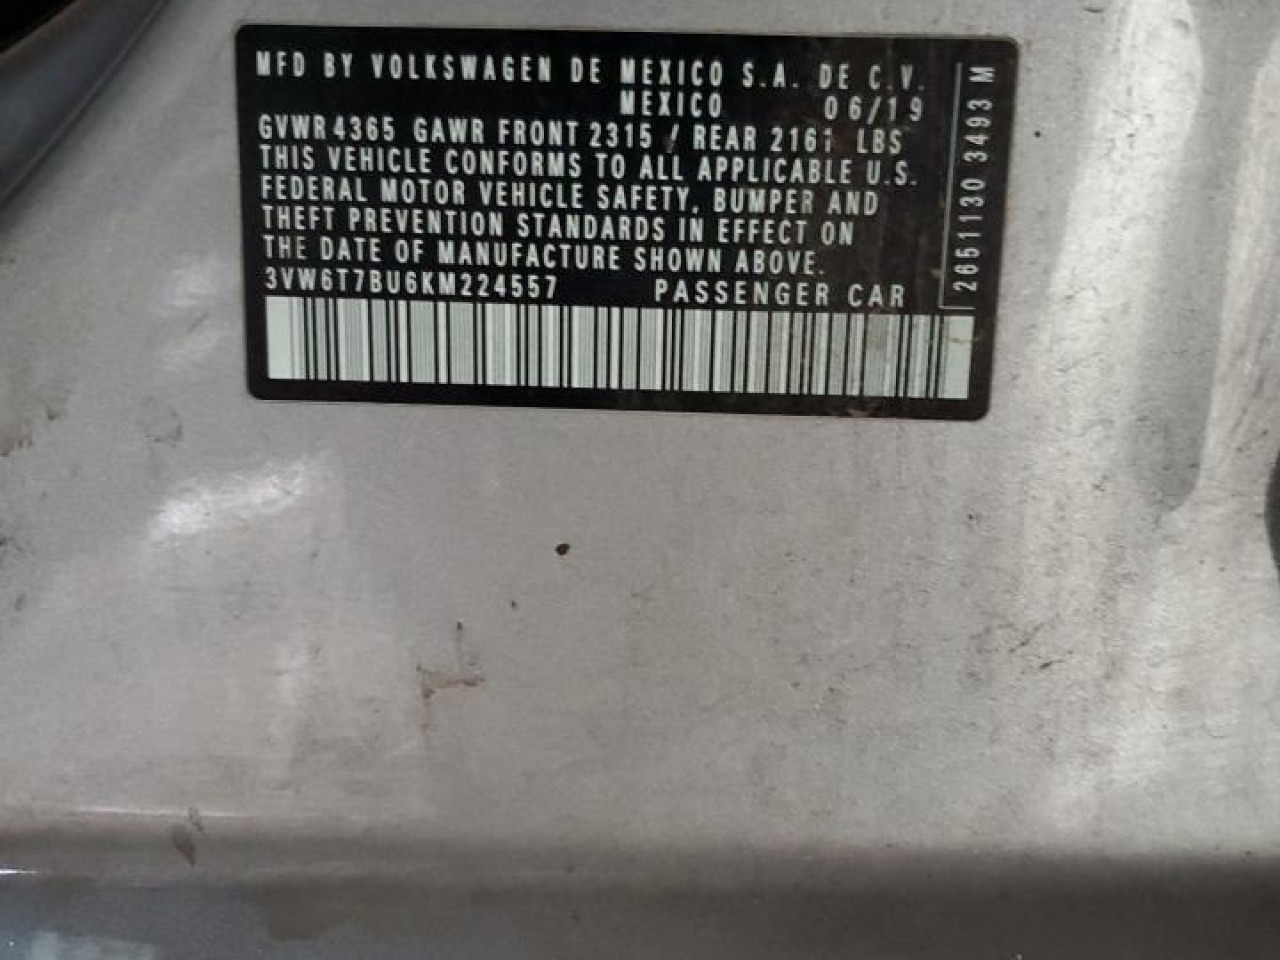 MFD BY VOLKSWAGEN DE MEXICO S.A. DE C.V.
MEXICO 06/19
GVWR 4365 GAWR FRONT 2315 / REAR 2161 LBS
THIS VEHICLE CONFORMS TO ALL APPLICABLE U.S.
FEDERAL MOTOR VEHICLE SAFETY, BUMPER AND
THEFT PREVENTION STANDARDS IN EFFECT ON
THE DATE OF MANUFACTURE SHOWN ABOVE.
3VW6T7BU6KM224557 PASSENGER CAR
2651130 3493 M